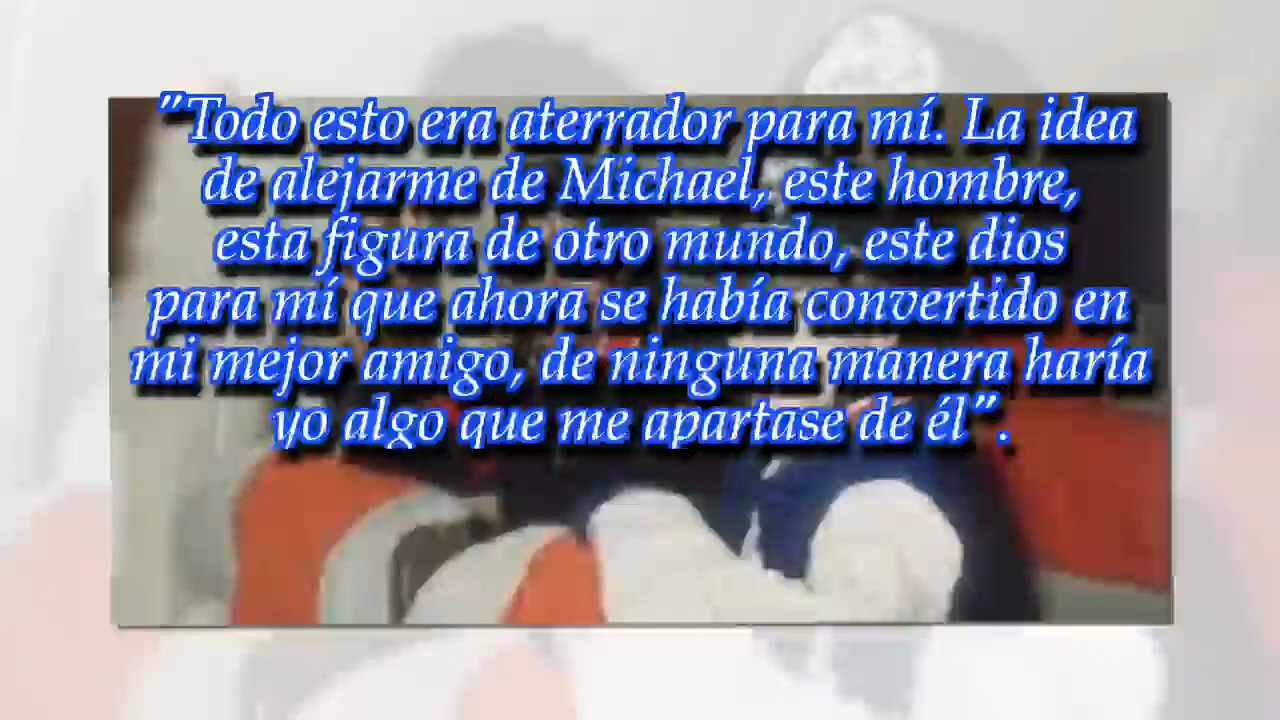 "Todo esto era aterrador para mí. La idea
de alejarme de Michael, este hombre,
esta figura de otro mundo, este dios
para mí que ahora se había convertido en
mi mejor amigo, de ninguna manera haría
yo algo que me apartase de él".